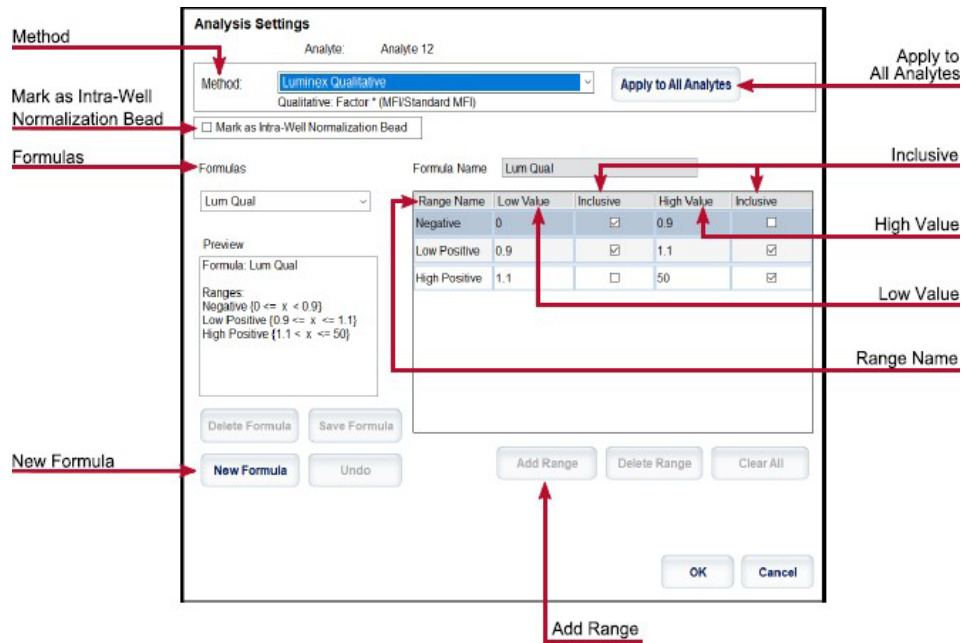 Analysis Settings
Method
Analyte: Analyte 12
Apply to
All Analytes
Method: Luminex Qualitative Apply to All Analytes
Qualitative: Factor * (MFI/Standard MFI)
Mark as Intra-Well
Normalization Bead
Mark as Intra-Well Normalization Bead
Formulas
Inclusive
Formulas
Formula Name Lum Qual
Lum Qual
Range Name Low Value Inclusive High Value Inclusive
Negative 0 0.9
Low Positive 0.9 1.1
High Positive 1.1 50
High Value
Low Value
Range Name
Preview
Formula: Lum Qual
Ranges:
Negative {0 <= x < 0.9}
Low Positive {0.9 <= x <= 1.1}
High Positive {1.1 < x <= 50}
Delete Formula Save Formula
New Formula
New Formula Undo
Add Range Delete Range Clear All
OK Cancel
Add Range